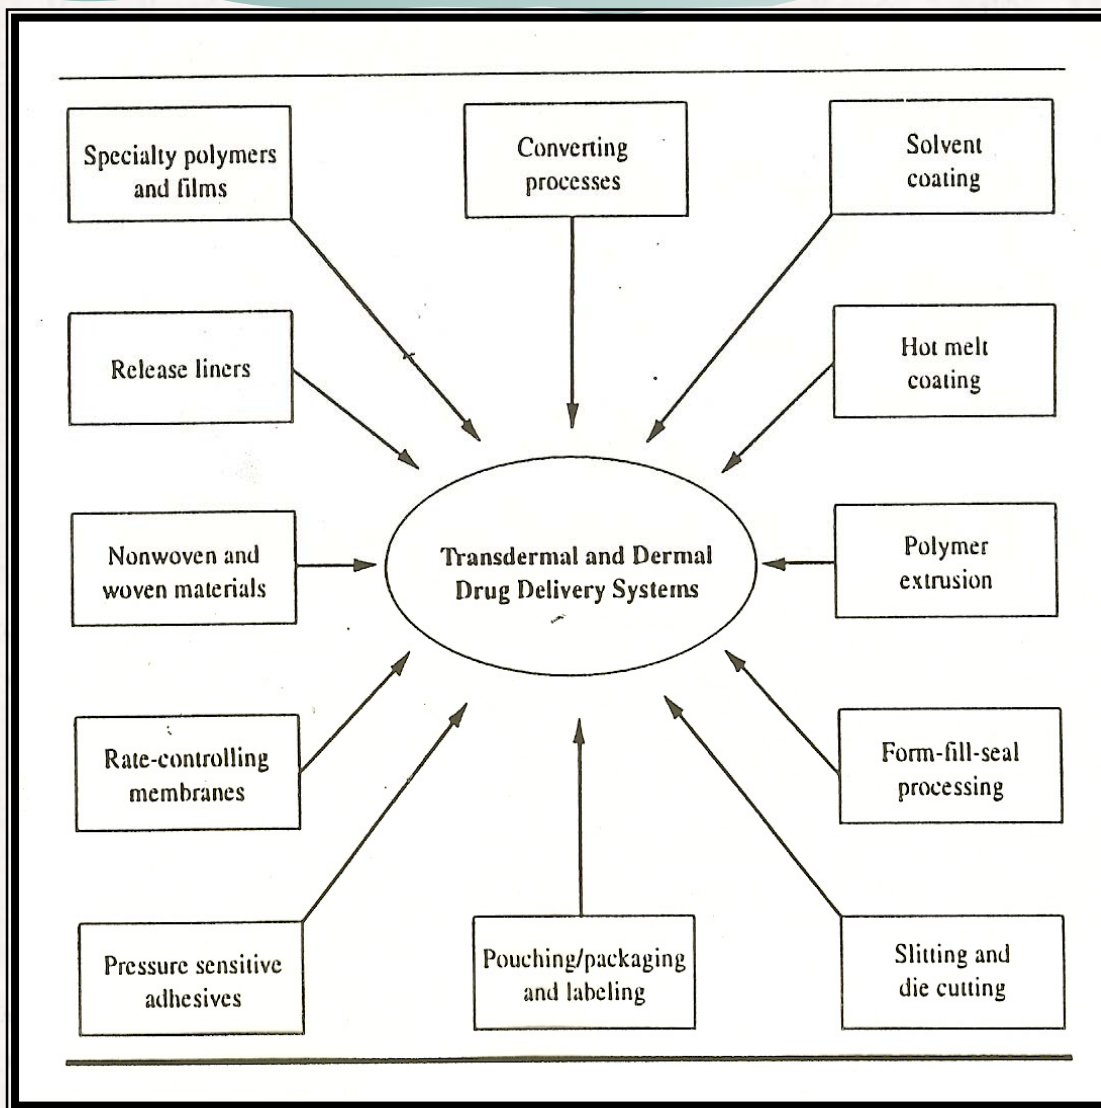 Specialty polymers
and films
Converting
processes
Solvent
coating
Release liners
Hot melt
coating
Nonwoven and
woven materials
Transdermal and Dermal
Drug Delivery Systems
Polymer
extrusion
Rate-controlling
membranes
Form-fill-seal
processing
Pressure sensitive
adhesives
Pouching/packaging
and labeling
Slitting and
die cutting